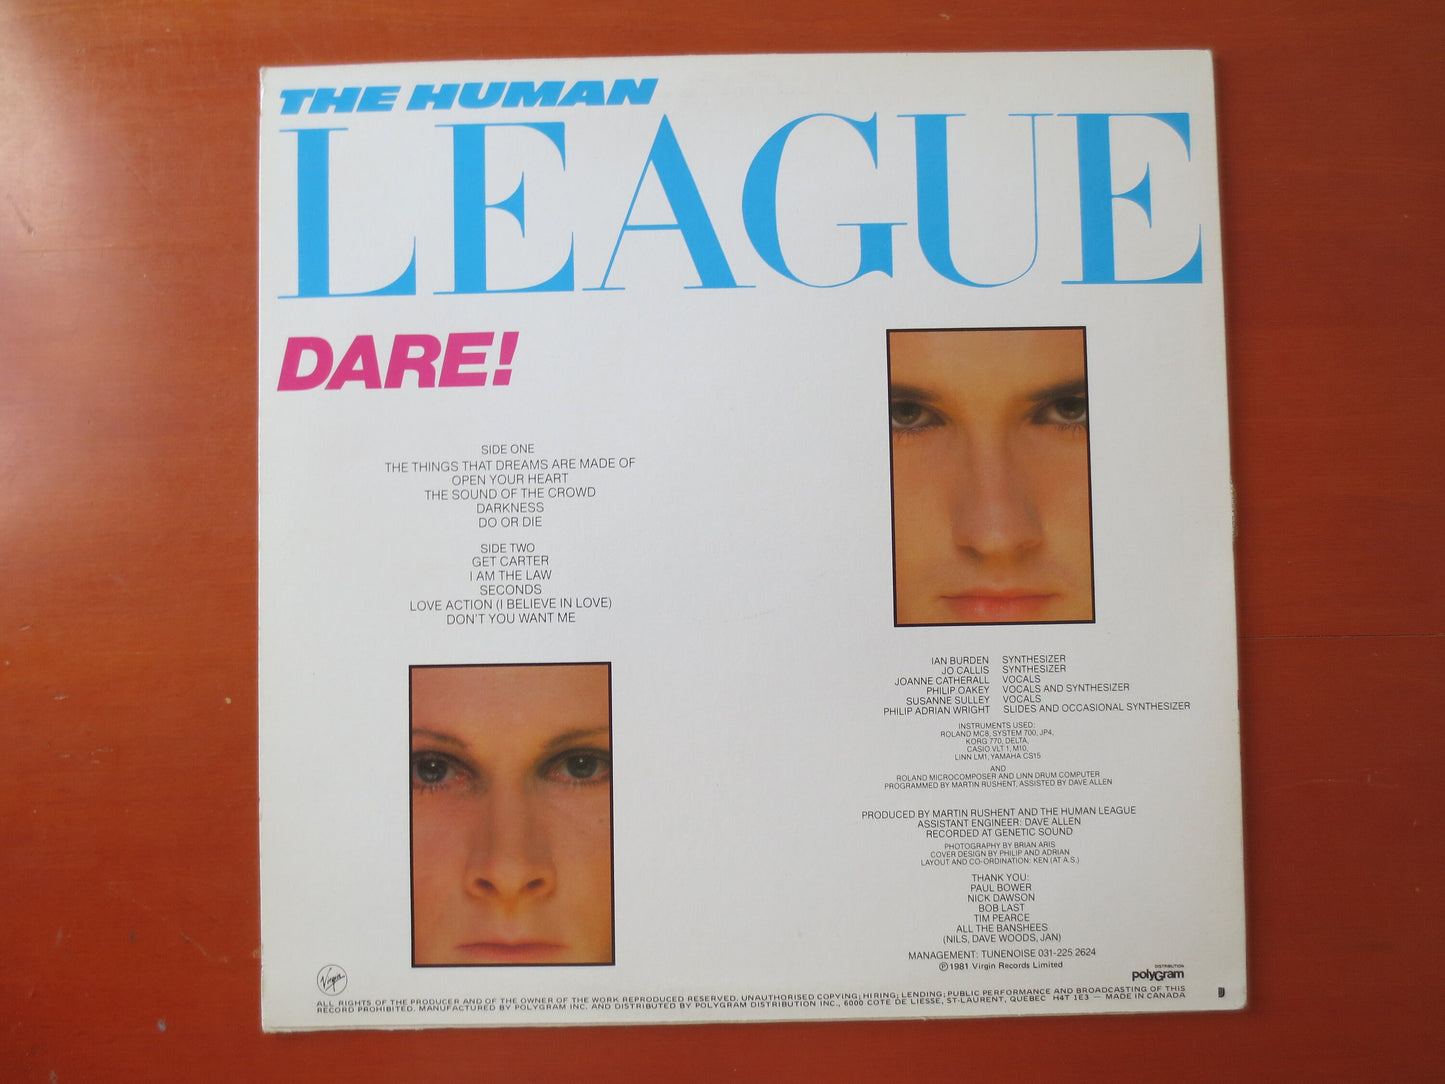 THE HUMAN
LEAGUE
DARE!
SIDE ONE
THE THINGS THAT DREAMS ARE MADE OF
OPEN YOUR HEART
THE SOUND OF THE CROWD
DARKNESS
DO OR DIE
SIDE TWO
GET CARTER
I AM THE LAW
SECONDS
LOVE ACTION (I BELIEVE IN LOVE)
DON'T YOU WANT ME
IAN BURDEN SYNTHESIZER
JO CALLIS SYNTHESIZER
JOANNE CATHERALL VOCALS
PHILIP OAKEY VOCALS AND SYNTHESIZER
SUSANNE SULLEY VOCALS
PHILIP ADRIAN WRIGHT SLIDES AND OCCASIONAL SYNTHESIZER
INSTRUMENTS USED:
ROLAND MC8, SYSTEM 700, JP4,
KORG 770, DELTA,
CASIO VLT 1, M10,
LINN LM1, YAMAHA CS15
AND
ROLAND MICROCOMPOSER AND LINN DRUM COMPUTER
PROGRAMMED BY MARTIN RUSHENT, ASSISTED BY DAVE ALLEN
PRODUCED BY MARTIN RUSHENT AND THE HUMAN LEAGUE
ASSISTANT ENGINEER: DAVE ALLEN
RECORDED AT GENETIC SOUND
PHOTOGRAPHY BY BRIAN ARIS
COVER DESIGN BY PHILIP AND ADRIAN
LAYOUT AND CO-ORDINATION: KEN (AT A.S.)
THANK YOU:
PAUL BOWER
NICK DAWSON
BOB LAST
TIM PEARCE
ALL THE BANSHEES
(NILS, DAVE WOODS, JAN)
MANAGEMENT: TUNENOISE 031-225 2624
℗ 1981 Virgin Records Limited
Virgin
DISTRIBUTION
polyGram
ALL RIGHTS OF THE PRODUCER AND OF THE OWNER OF THE WORK REPRODUCED RESERVED. UNAUTHORISED COPYING; HIRING; LENDING; PUBLIC PERFORMANCE AND BROADCASTING OF THIS
RECORD PROHIBITED. MANUFACTURED BY POLYGRAM INC. AND DISTRIBUTED BY POLYGRAM DISTRIBUTION INC., 6000 COTE DE LIESSE, ST-LAURENT, QUEBEC H4T 1E3 — MADE IN CANADA